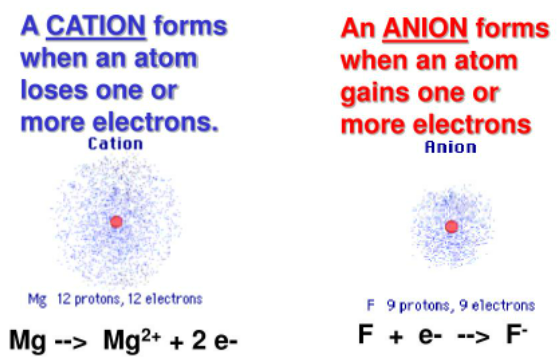 A CATION forms
when an atom
loses one or
more electrons.
Cation
Mg 12 protons, 12 electrons
Mg --> Mg²⁺ + 2 e-
An ANION forms
when an atom
gains one or
more electrons
Anion
F 9 protons, 9 electrons
F + e- --> F⁻